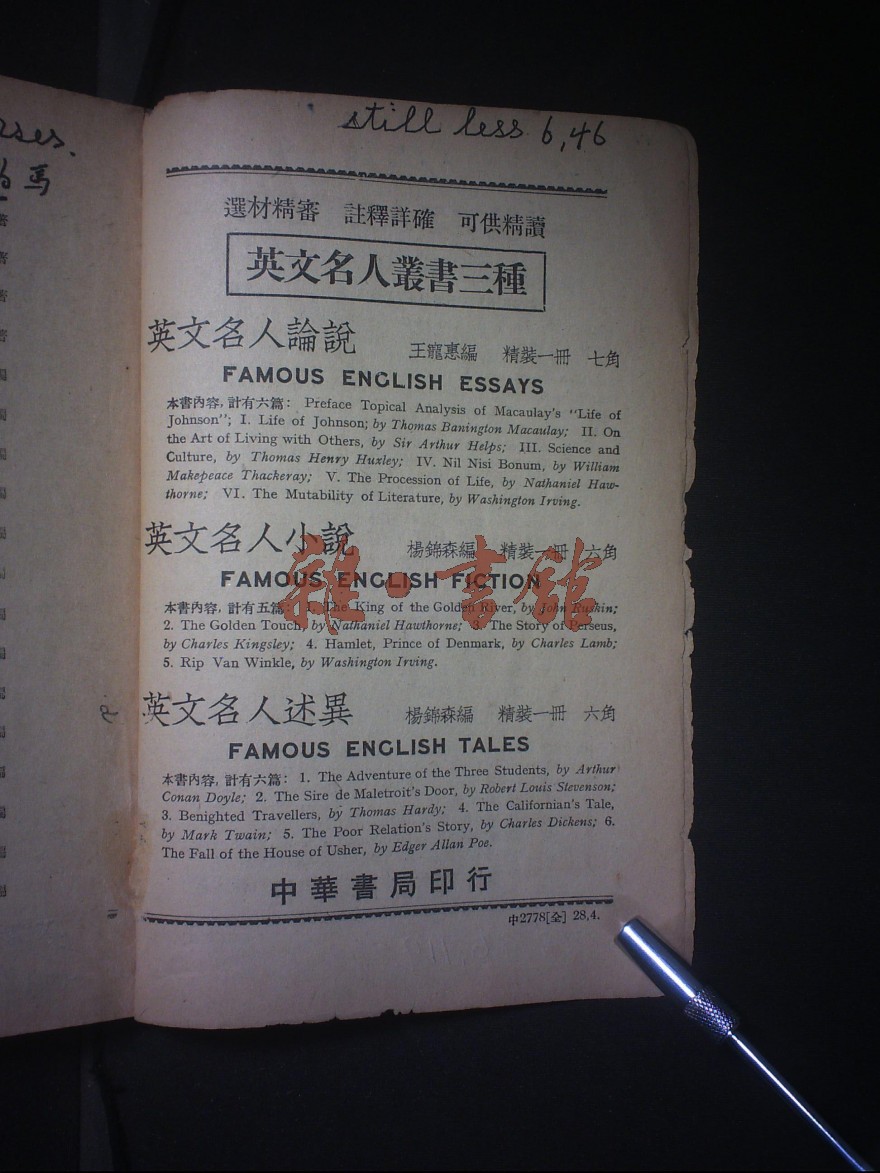 still less 6,46
選材精審 註釋詳確 可供精讀
英文名人叢書三種
英文名人論說 王寵惠編 精裝一冊 七角
FAMOUS ENGLISH ESSAYS
本書內容,計有六篇: Preface Topical Analysis of Macaulay's "Life of
Johnson"; I. Life of Johnson; by Thomas Banington Macaulay; II. On
the Art of Living with Others, by Sir Arthur Helps; III. Science and
Culture, by Thomas Henry Huxley; IV. Nil Nisi Bonum, by William
Makepeace Thackeray; V. The Procession of Life, by Nathaniel Haw-
thorne; VI. The Mutability of Literature, by Washington Irving.
英文名人小說 楊錦森編 精裝一冊 六角
FAMOUS ENGLISH FICTION
本書內容,計有五篇: 1. The King of the Golden River, by John Ruskin;
2. The Golden Touch, by Nathaniel Hawthorne; 3. The Story of Perseus,
by Charles Kingsley; 4. Hamlet, Prince of Denmark, by Charles Lamb;
5. Rip Van Winkle, by Washington Irving.
雜·書館
英文名人述異 楊錦森編 精裝一冊 六角
FAMOUS ENGLISH TALES
本書內容,計有六篇: 1. The Adventure of the Three Students, by Arthur
Conan Doyle; 2. The Sire de Maletroit's Door, by Robert Louis Stevenson;
3. Benighted Travellers, by Thomas Hardy; 4. The Californian's Tale,
by Mark Twain; 5. The Poor Relation's Story, by Charles Dickens; 6.
The Fall of the House of Usher, by Edger Allan Poe.
中華書局印行
中2778[全] 28,4.